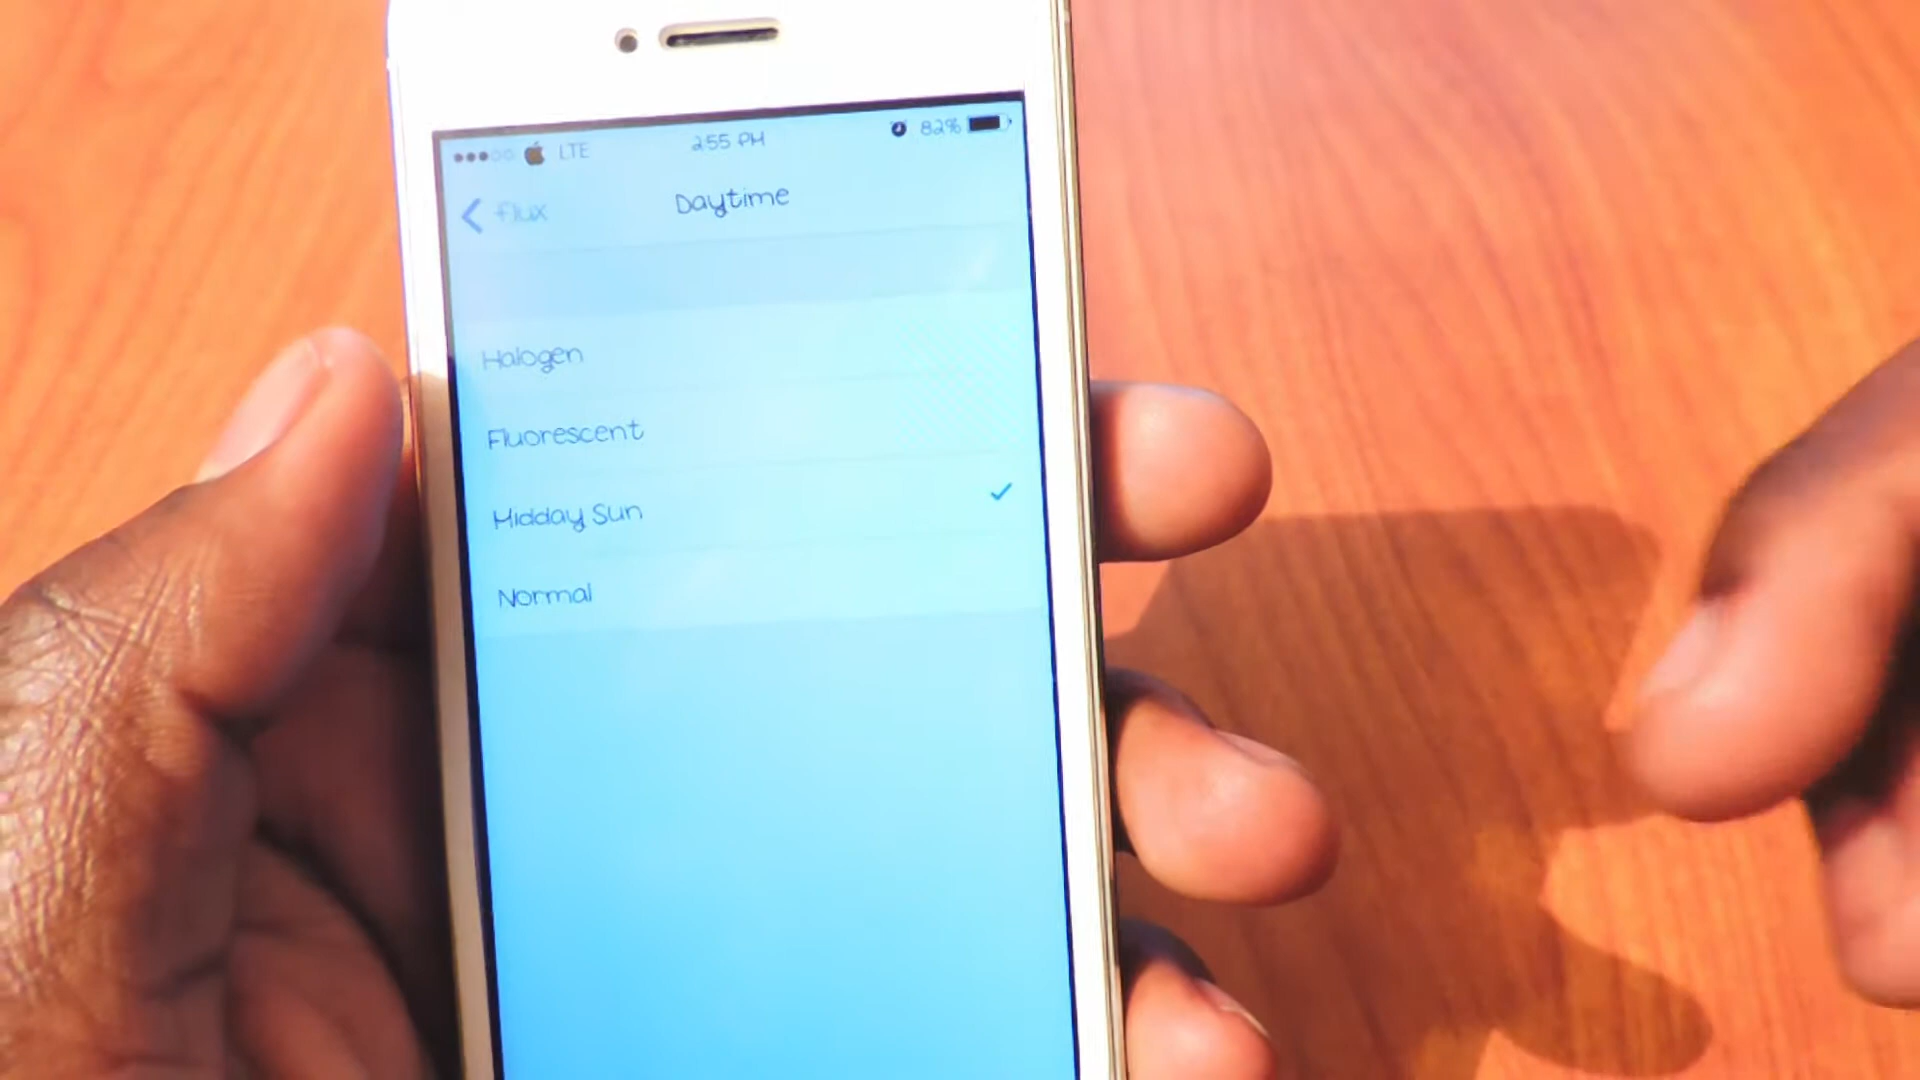 LTE
2:55 PM
82%
flux
Daytime
Halogen
Fluorescent
Midday Sun
Normal